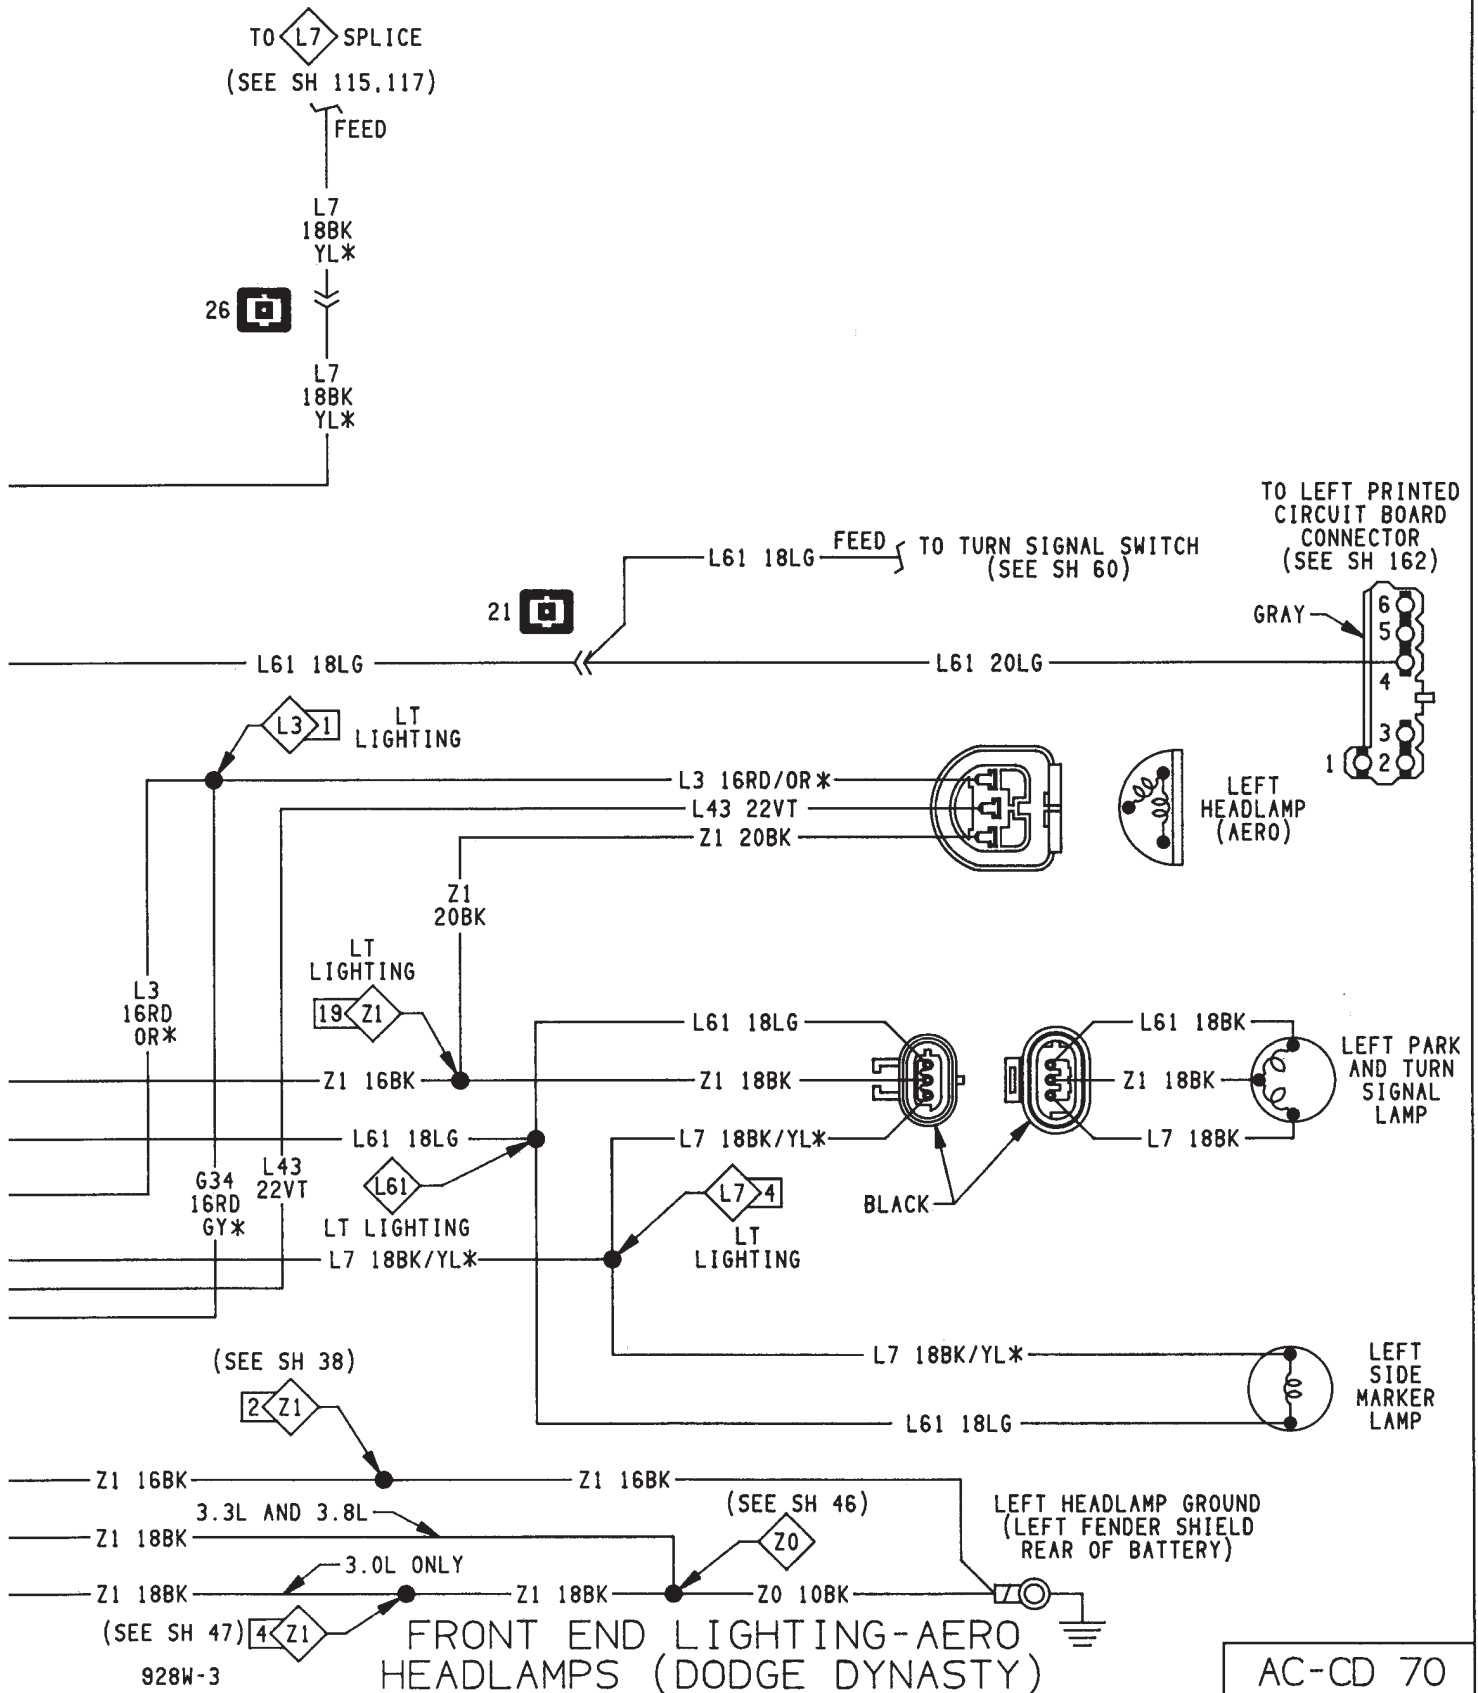 TO L7 SPLICE
(SEE SH 115,117)
FEED
L7
18BK
YL*
26
L7
18BK
YL*
TO LEFT PRINTED
CIRCUIT BOARD
CONNECTOR
(SEE SH 162)
L61 18LG FEED TO TURN SIGNAL SWITCH
(SEE SH 60)
21
GRAY
6
5
4
3
1 2
L61 18LG L61 20LG
L3 1 LT
LIGHTING
L3 16RD/OR*
L43 22VT
Z1 20BK
LEFT
HEADLAMP
(AERO)
Z1
20BK
LT
LIGHTING
19 Z1
L3
16RD
OR*
L61 18LG L61 18BK
Z1 16BK Z1 18BK Z1 18BK
LEFT PARK
AND TURN
SIGNAL
LAMP
L61 18LG L7 18BK/YL* L7 18BK
G34
16RD
GY*
L43
22VT
L61
LT LIGHTING
L7 4
LT
LIGHTING
BLACK
L7 18BK/YL*
(SEE SH 38)
2 Z1
L7 18BK/YL*
LEFT
SIDE
MARKER
LAMP
L61 18LG
Z1 16BK Z1 16BK
3.3L AND 3.8L
(SEE SH 46)
Z0
LEFT HEADLAMP GROUND
(LEFT FENDER SHIELD
REAR OF BATTERY)
Z1 18BK
3.0L ONLY
Z1 18BK Z1 18BK Z0 10BK
(SEE SH 47) 4 Z1
FRONT END LIGHTING-AERO
HEADLAMPS (DODGE DYNASTY)
928W-3
AC-CD 70